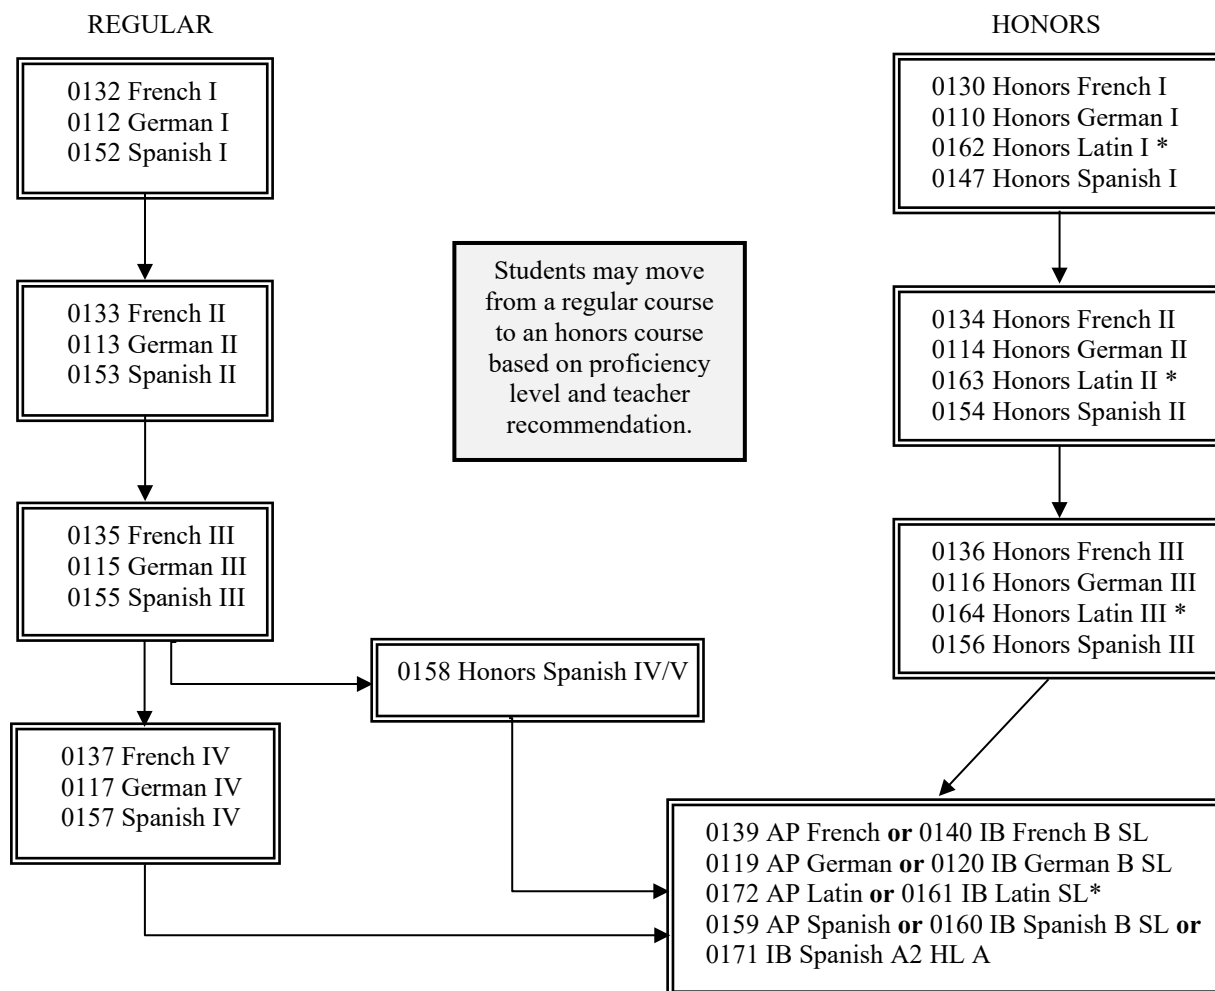 REGULAR
HONORS
0132 French I
0112 German I
0152 Spanish I
0130 Honors French I
0110 Honors German I
0162 Honors Latin I *
0147 Honors Spanish I
Students may move
from a regular course
to an honors course
based on proficiency
level and teacher
recommendation.
0133 French II
0113 German II
0153 Spanish II
0134 Honors French II
0114 Honors German II
0163 Honors Latin II *
0154 Honors Spanish II
0135 French III
0115 German III
0155 Spanish III
0136 Honors French III
0116 Honors German III
0164 Honors Latin III *
0156 Honors Spanish III
0158 Honors Spanish IV/V
0137 French IV
0117 German IV
0157 Spanish IV
0139 AP French or 0140 IB French B SL
0119 AP German or 0120 IB German B SL
0172 AP Latin or 0161 IB Latin SL*
0159 AP Spanish or 0160 IB Spanish B SL or
0171 IB Spanish A2 HL A